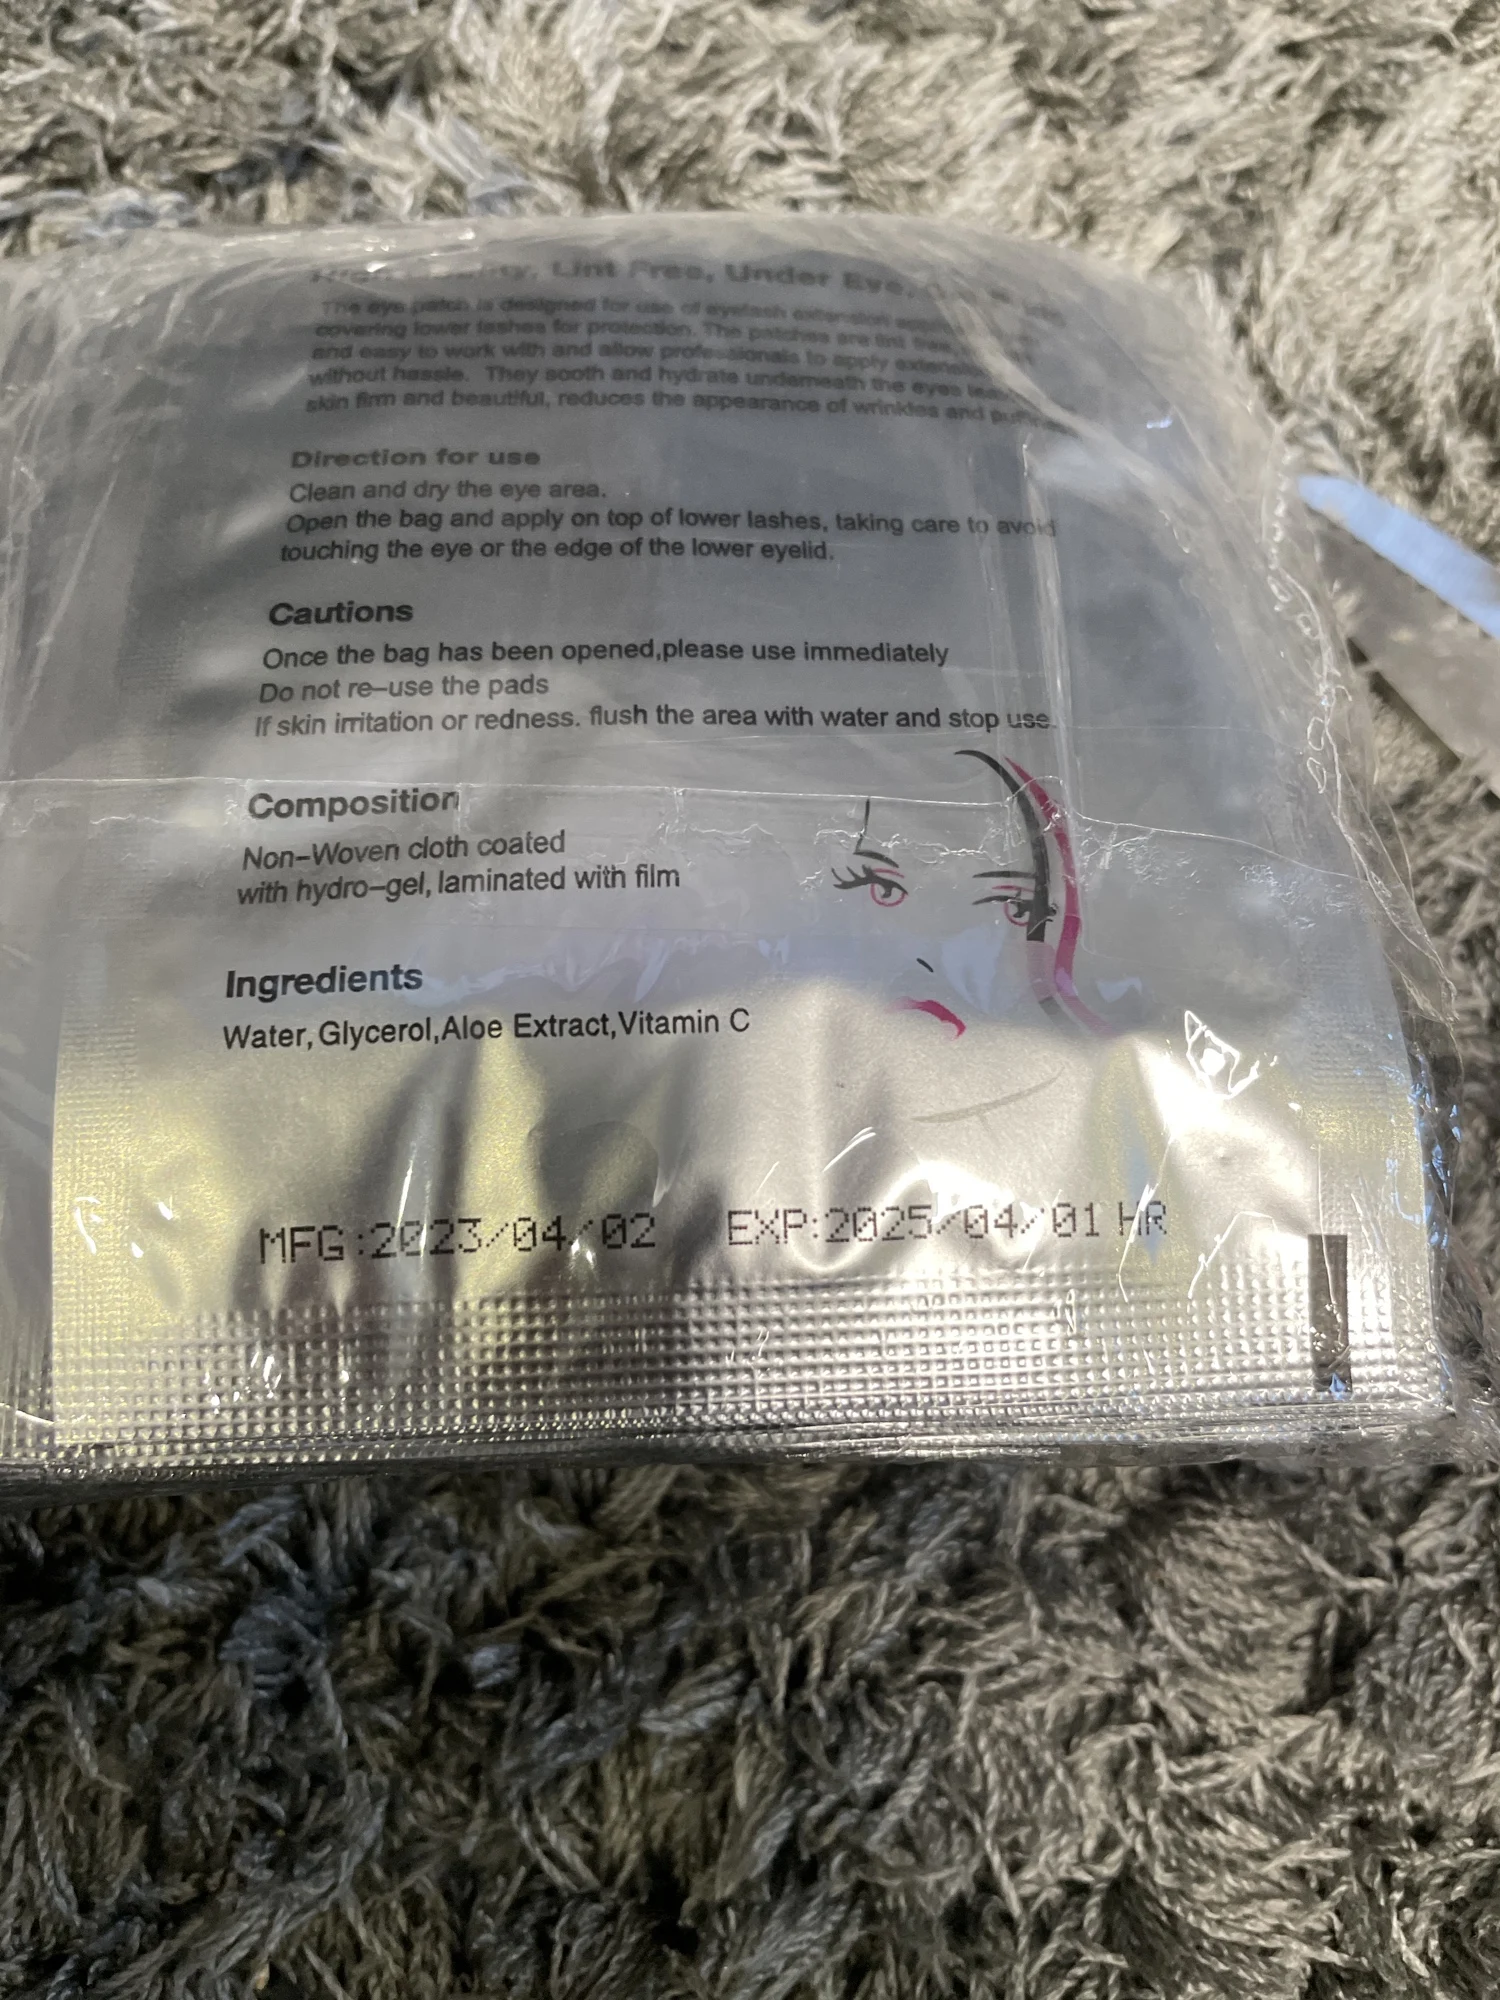 Lint Free, Under Eye,
The eye patch is designed for use of eyelash extension
covering lower lashes for protection. The patches are lint free,
and easy to work with and allow professionals to apply
without hassle. They sooth and hydrate underneath the eyes
skin firm and beautiful, reduces the appearance of wrinkles and
Direction for use
Clean and dry the eye area.
Open the bag and apply on top of lower lashes, taking care to avoid
touching the eye or the edge of the lower eyelid.
Cautions
Once the bag has been opened,please use immediately
Do not re-use the pads
If skin irritation or redness. flush the area with water and stop use.
Composition
Non-Woven cloth coated
with hydro-gel, laminated with film
Ingredients
Water, Glycerol,Aloe Extract,Vitamin C
MFG:2023/04/02 EXP:2025/04/01 HR